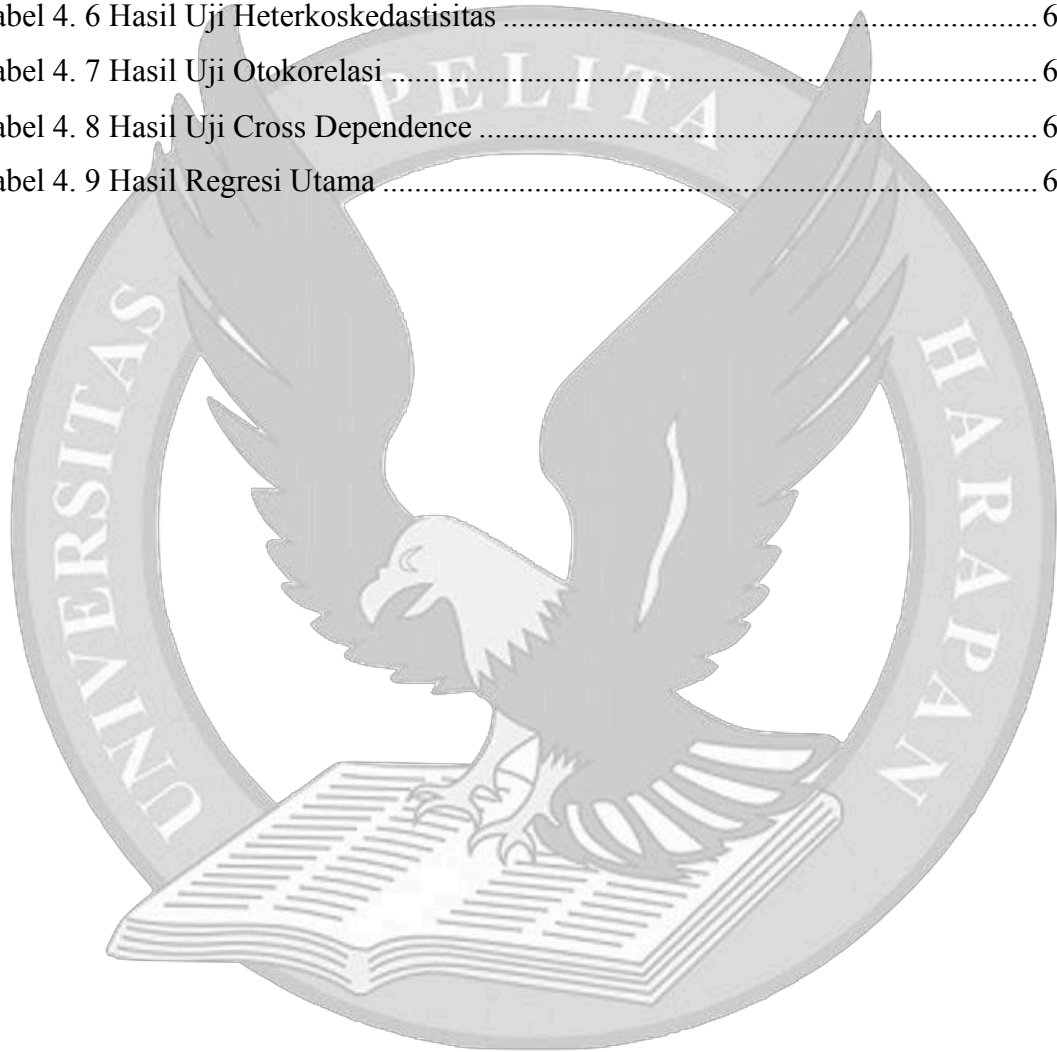 abel 4. 6 Hasil Uji Heterkoskedastisitas ........................................................................ 6
abel 4. 7 Hasil Uji Otokorelasi ...................................................................................... 6
abel 4. 8 Hasil Uji Cross Dependence ........................................................................... 6
abel 4. 9 Hasil Regresi Utama ....................................................................................... 6
UNIVERSITAS PELITA HARAPAN